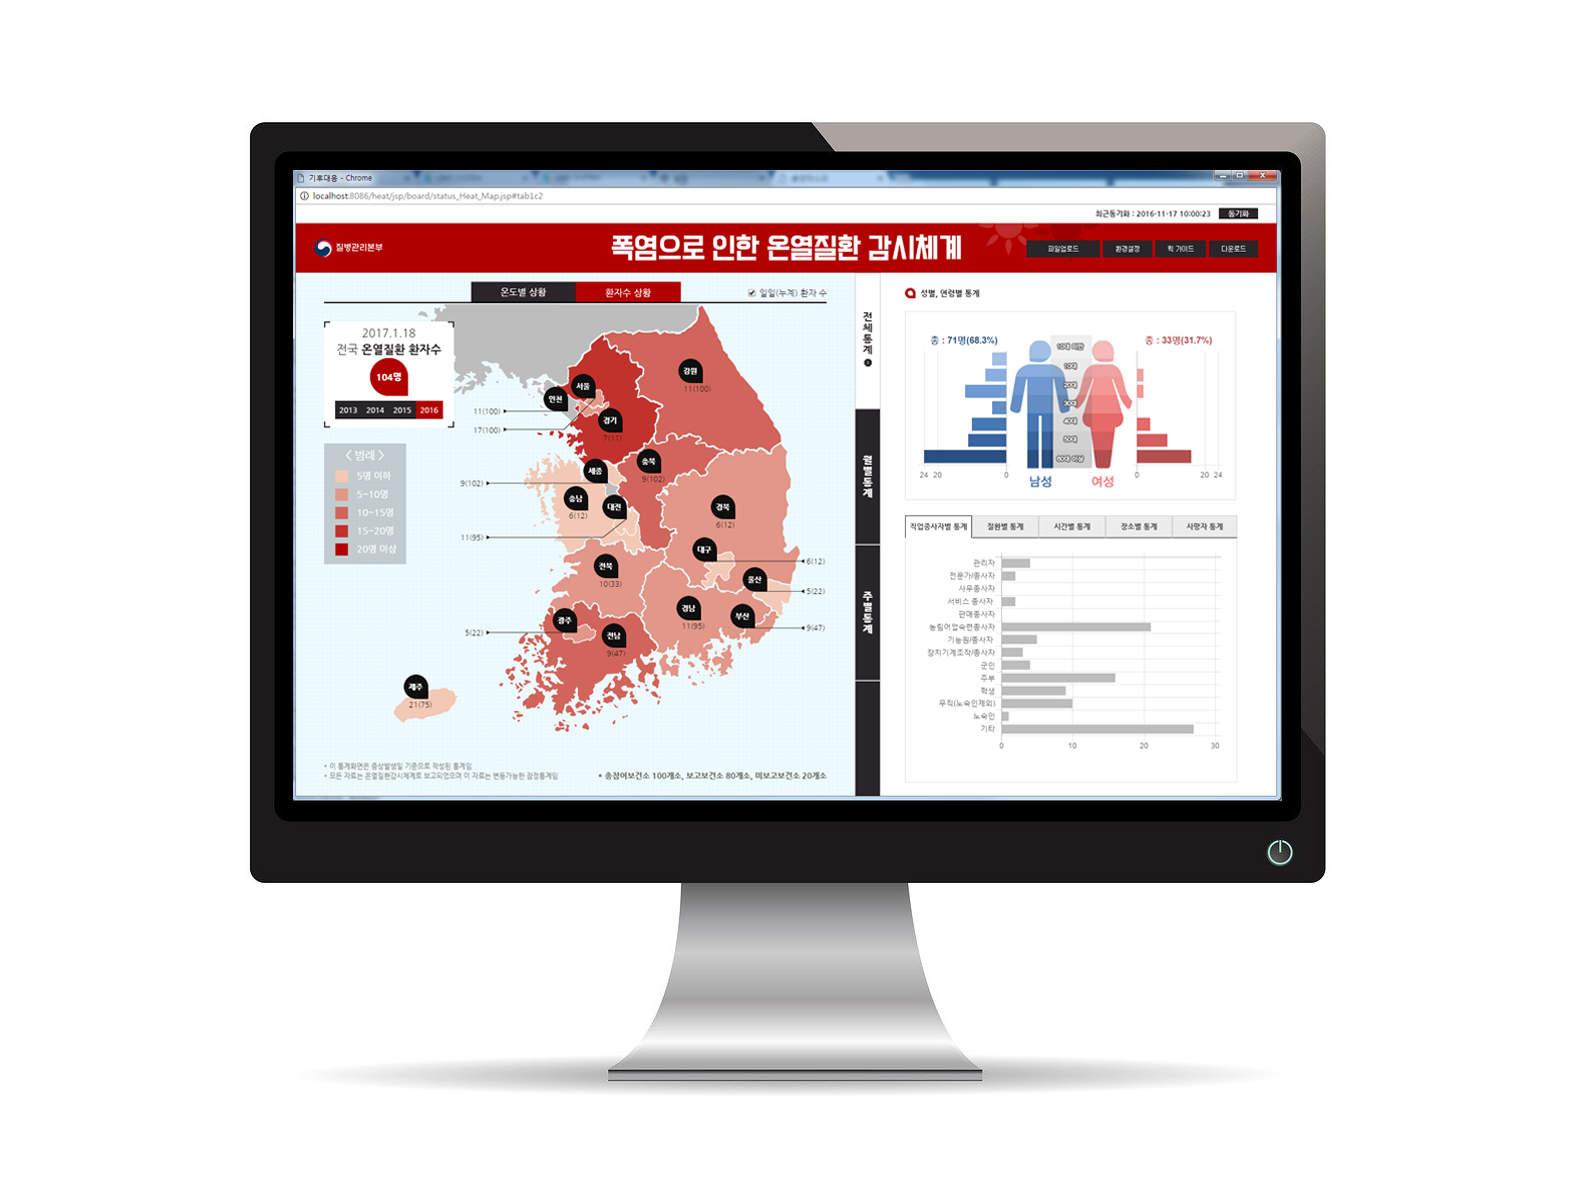 기후대응 - Chrome
localhost:8086/heat/jsp/board/status_Heat_Map.jsp#tab1c2
최근동기화 : 2016-11-17 10:00:23 동기화
질병관리본부
폭염으로 인한 온열질환 감시체계
파일업로드 환경설정 퀵 가이드 다운로드
온도별 상황 환자수 상황
일일(누계) 환자 수
2017.1.18
전국 온열질환 환자수
104명
2013 2014 2015 2016
< 범례 >
5명 이하
5~10명
10~15명
15~20명
20명 이상
서울
인천
11(100)
17(100)
경기
7(11)
강원
11(100)
세종
9(102)
충북
9(102)
충남
6(12)
대전
11(95)
경북
6(12)
대구
6(12)
울산
5(22)
전북
10(33)
경남
11(95)
부산
9(47)
광주
5(22)
전남
9(47)
제주
21(75)
* 이 통계화면은 증상발생일 기준으로 작성된 통계임
* 모든 자료는 온열질환감시체계로 보고되었으며 이 자료는 변동가능한 잠정통계임
* 총참여보건소 100개소, 보고보건소 80개소, 미보고보건소 20개소
전체통계
월별통계
주별통계
성별, 연령별 통계
총 : 71명(68.3%)
총 : 33명(31.7%)
10대
20대
30대
40대
50대
24 20 0
0 20 24
남성
여성
직업종사자별 통계 질환별 통계 시간별 통계 장소별 통계 사망자 통계
관리자
전문가/종사자
사무종사자
서비스 종사자
판매종사자
농림어업숙련종사자
기능원/종사자
장치기계조작/종사자
군인
주부
학생
무직(노숙인제외)
노숙인
기타
0 10 20 30